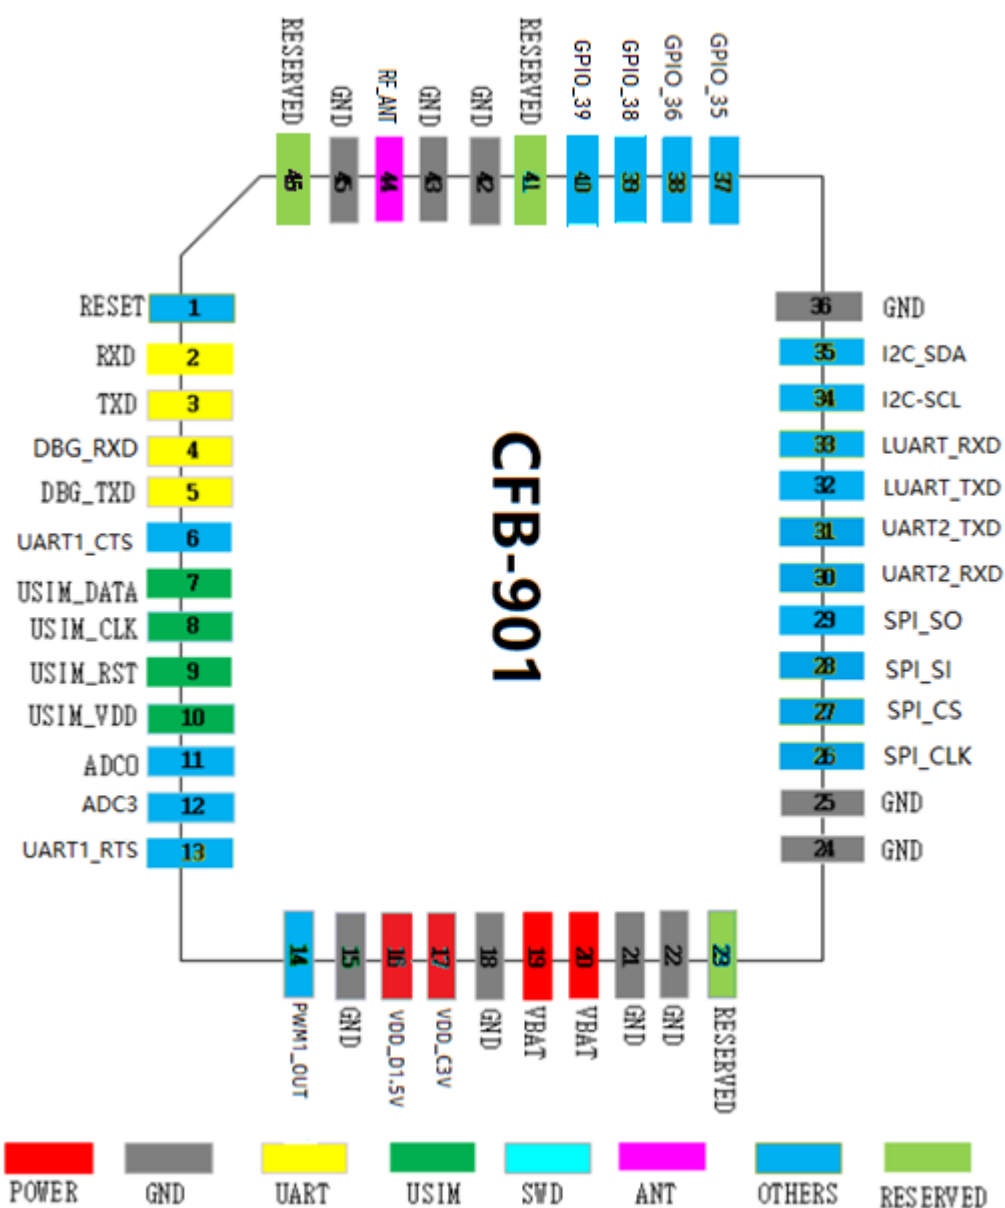 RESERVED
GND
RF_ANT
GND
GND
RESERVED
GPIO_39
GPIO_38
GPIO_36
GPIO_35
46
45
44
43
42
41
40
39
38
37
RESET 1
RXD 2
TXD 3
DBG_RXD 4
DBG_TXD 5
UART1_CTS 6
USIM_DATA 7
USIM_CLK 8
USIM_RST 9
USIM_VDD 10
ADC0 11
ADC3 12
UART1_RTS 13
CFB-901
36 GND
35 I2C_SDA
34 I2C-SCL
33 LUART_RXD
32 LUART_TXD
31 UART2_TXD
30 UART2_RXD
29 SPI_SO
28 SPI_SI
27 SPI_CS
26 SPI_CLK
25 GND
24 GND
14
15
16
17
18
19
20
21
22
23
PWM1_OUT
GND
VDD_D1.5V
VDD_C3V
GND
VBAT
VBAT
GND
GND
RESERVED
POWER
GND
UART
USIM
SWD
ANT
OTHERS
RESERVED